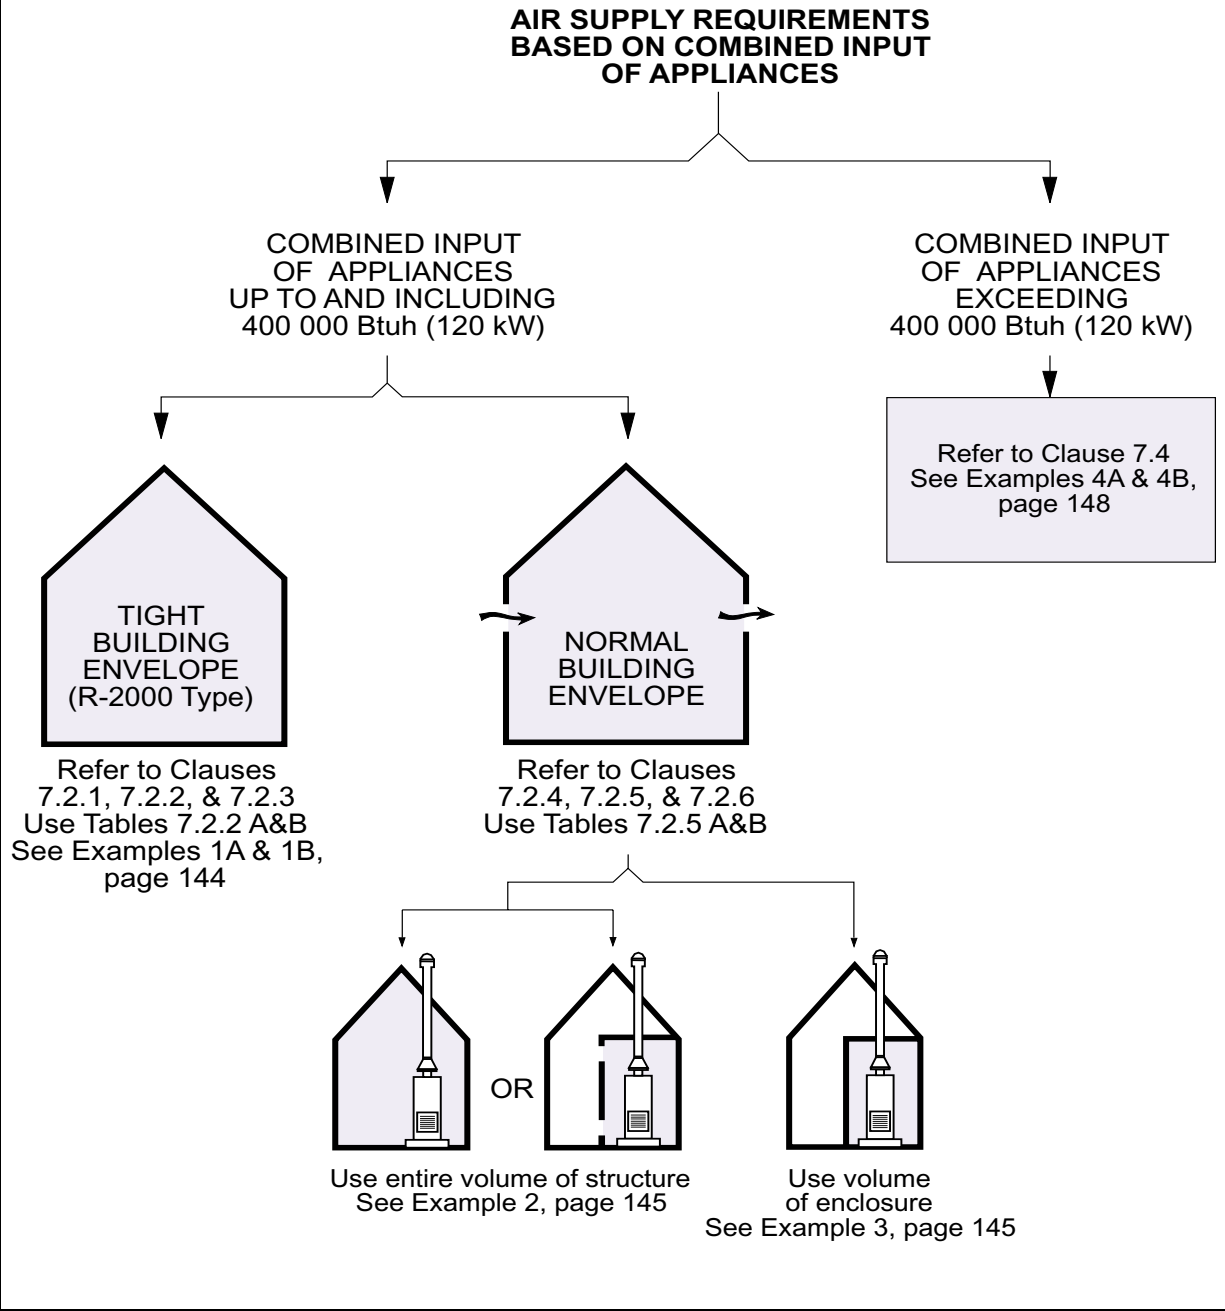 AIR SUPPLY REQUIREMENTS
BASED ON COMBINED INPUT
OF APPLIANCES
COMBINED INPUT
OF APPLIANCES
UP TO AND INCLUDING
400 000 Btuh (120 kW)
COMBINED INPUT
OF APPLIANCES
EXCEEDING
400 000 Btuh (120 kW)
Refer to Clause 7.4
See Examples 4A & 4B,
page 148
TIGHT
BUILDING
ENVELOPE
(R-2000 Type)
NORMAL
BUILDING
ENVELOPE
Refer to Clauses
7.2.1, 7.2.2, & 7.2.3
Use Tables 7.2.2 A&B
See Examples 1A & 1B,
page 144
Refer to Clauses
7.2.4, 7.2.5, & 7.2.6
Use Tables 7.2.5 A&B
OR
Use entire volume of structure
See Example 2, page 145
Use volume
of enclosure
See Example 3, page 145